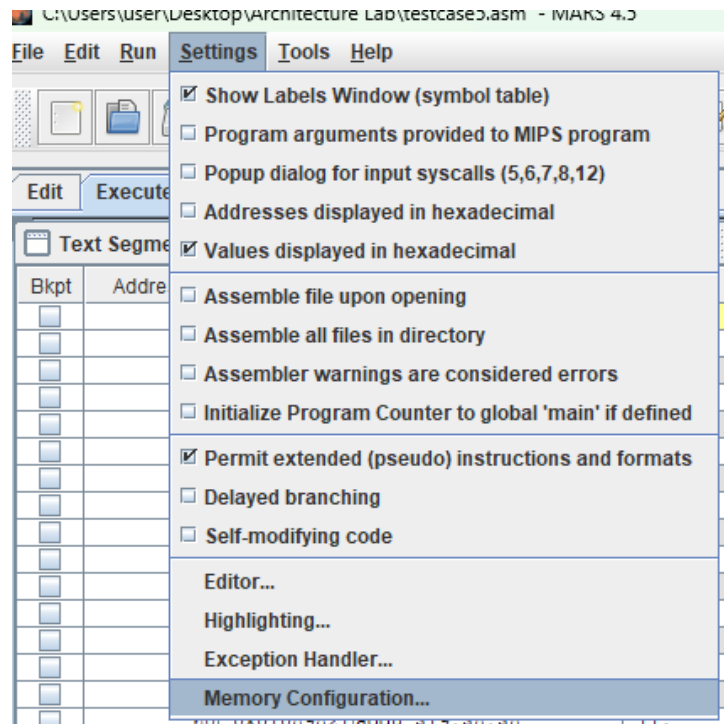 C:\Users\user\Desktop\Architecture Lab\testcase5.asm - MARS 4.5
File Edit Run Settings Tools Help
Show Labels Window (symbol table)
Program arguments provided to MIPS program
Popup dialog for input syscalls (5,6,7,8,12)
Addresses displayed in hexadecimal
Values displayed in hexadecimal
Assemble file upon opening
Assemble all files in directory
Assembler warnings are considered errors
Initialize Program Counter to global 'main' if defined
Permit extended (pseudo) instructions and formats
Delayed branching
Self-modifying code
Editor...
Highlighting...
Exception Handler...
Memory Configuration...
Edit Execute
Text Segme
Bkpt Addre